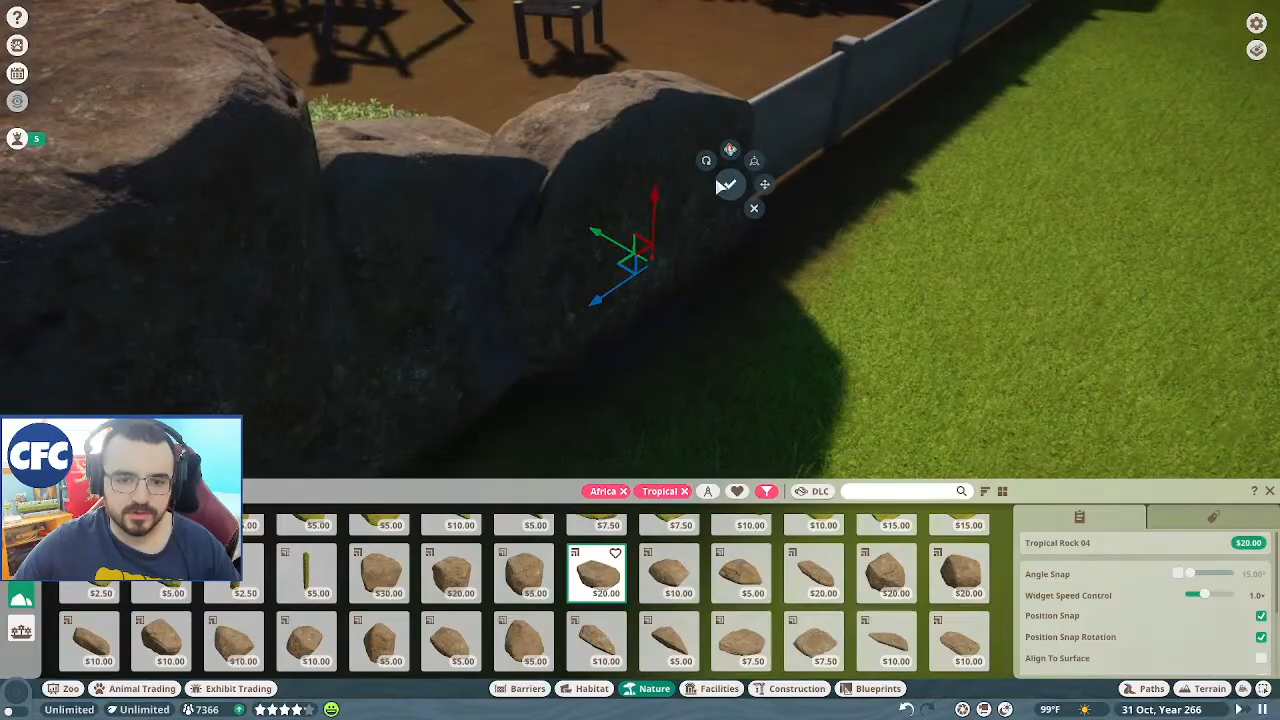 ?
5
CFC
Africa ×
Tropical ×
DLC
? ×
$5.00 $5.00 $5.00 $10.00 $5.00 $7.50 $7.50 $10.00 $10.00 $15.00 $15.00
$2.50 $5.00 $2.50 $5.00 $30.00 $20.00 $5.00 $20.00 $10.00 $5.00 $20.00 $20.00 $20.00
$10.00 $10.00 $10.00 $10.00 $5.00 $5.00 $5.00 $10.00 $5.00 $7.50 $7.50 $10.00 $10.00
Tropical Rock 04 $20.00
Angle Snap 15.00°
Widget Speed Control 1.0×
Position Snap
Position Snap Rotation
Align To Surface
Zoo Animal Trading Exhibit Trading Barriers Habitat Nature Facilities Construction Blueprints Paths Terrain
Unlimited Unlimited 7366 99°F 31 Oct, Year 266